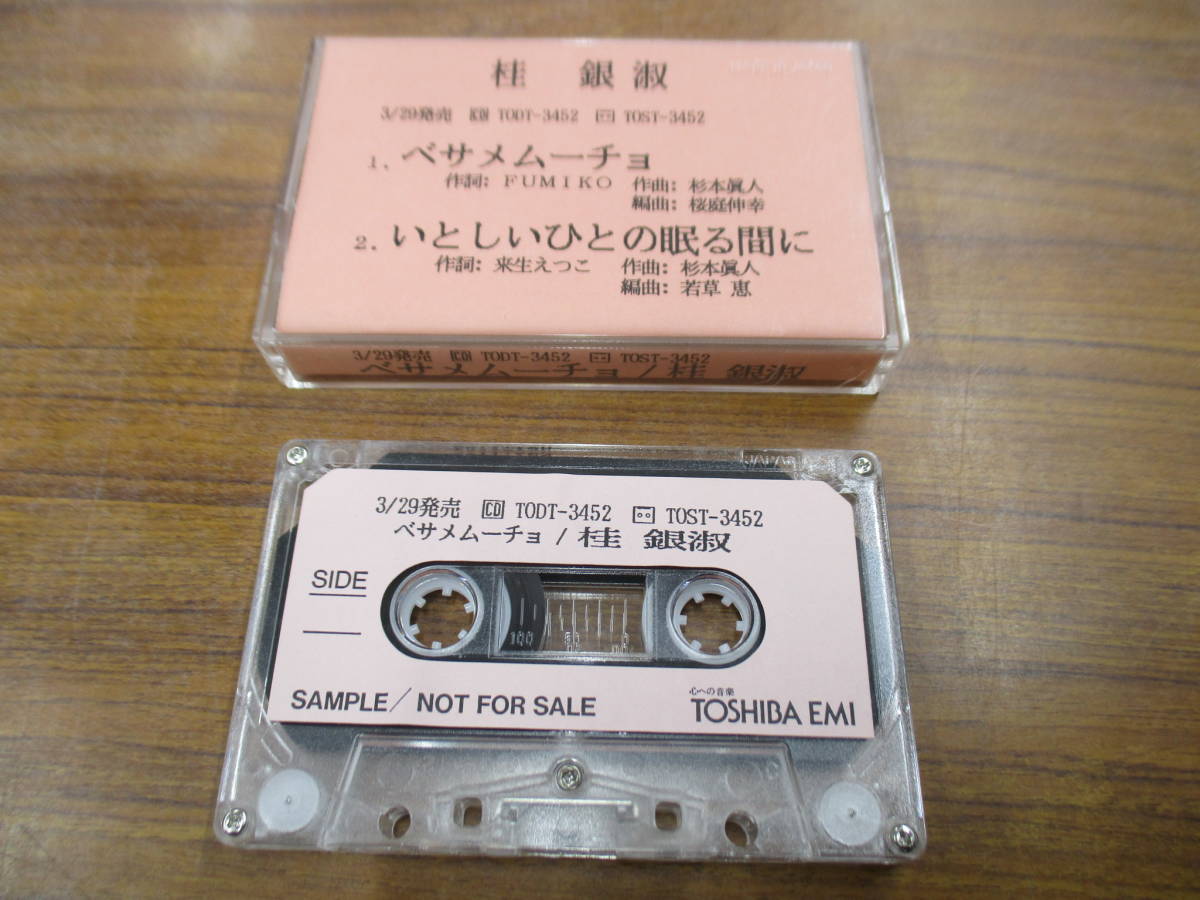 桂 銀淑
3/29発売 CD TODT-3452 TOST-3452
1. ベサメムーチョ
作詞: FUMIKO 作曲: 杉本眞人
編曲: 桜庭伸幸
2. いとしいひとの眠る間に
作詞: 来生えつこ 作曲: 杉本眞人
編曲: 若草 恵
3/29発売 CD TODT-3452 TOST-3452
ベサメムーチョ/桂 銀淑
JAPAN
3/29発売 CD TODT-3452 TOST-3452
ベサメムーチョ/桂 銀淑
SIDE
100 50 0
SAMPLE/NOT FOR SALE
心への音楽
TOSHIBA EMI